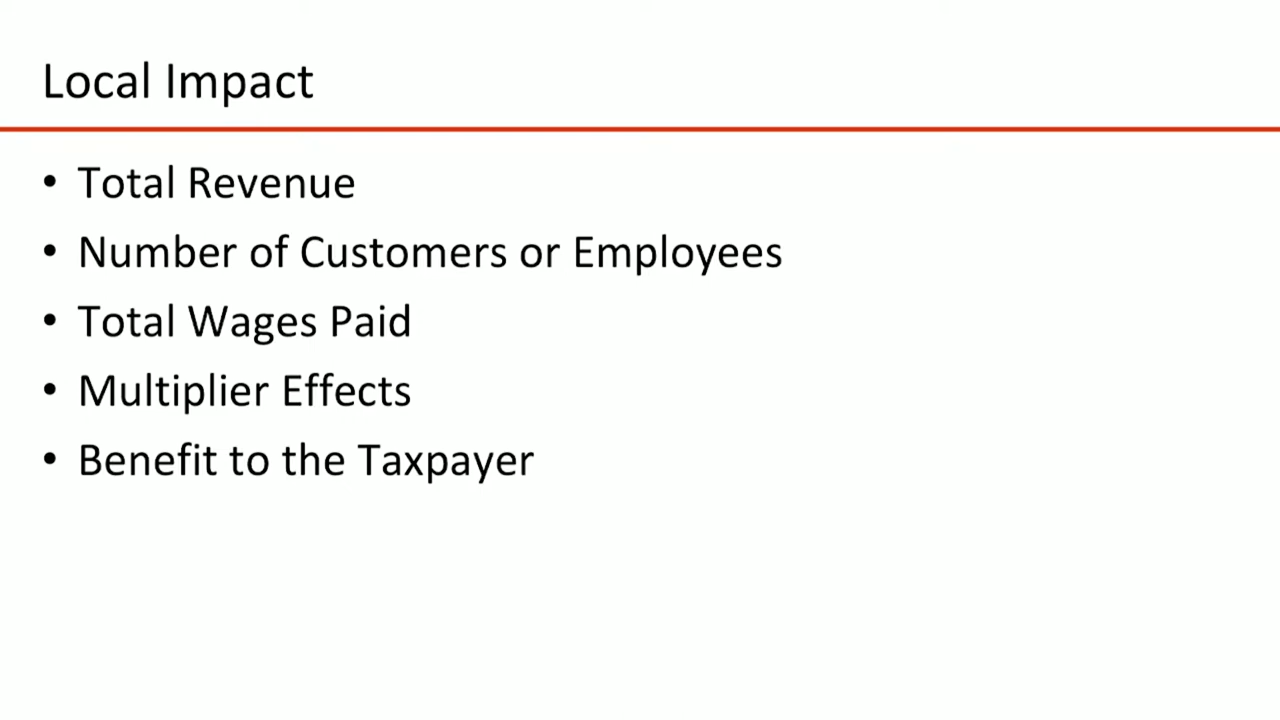 Local Impact
• Total Revenue
• Number of Customers or Employees
• Total Wages Paid
• Multiplier Effects
• Benefit to the Taxpayer